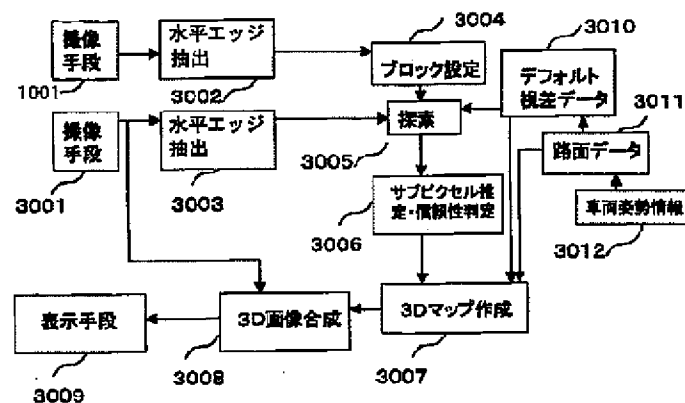 撮像
手段
1001
水平エッジ
抽出
3002
3004
ブロック設定
3010
デフォルト
視差データ
3011
路面データ
撮像
手段
3001
水平エッジ
抽出
3003
探索
3005
サブピクセル推
定・信頼性判定
3006
車両姿勢情報
3012
表示手段
3009
3D画像合成
3008
3Dマップ作成
3007